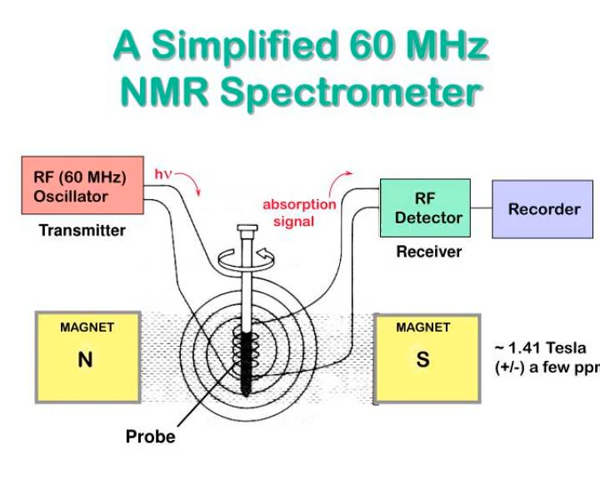 A Simplified 60 MHz
NMR Spectrometer
RF (60 MHz)
Oscillator
hν
Transmitter
absorption
signal
RF
Detector
Recorder
Receiver
MAGNET
N
MAGNET
S
~ 1.41 Tesla
(+/-) a few ppm
Probe